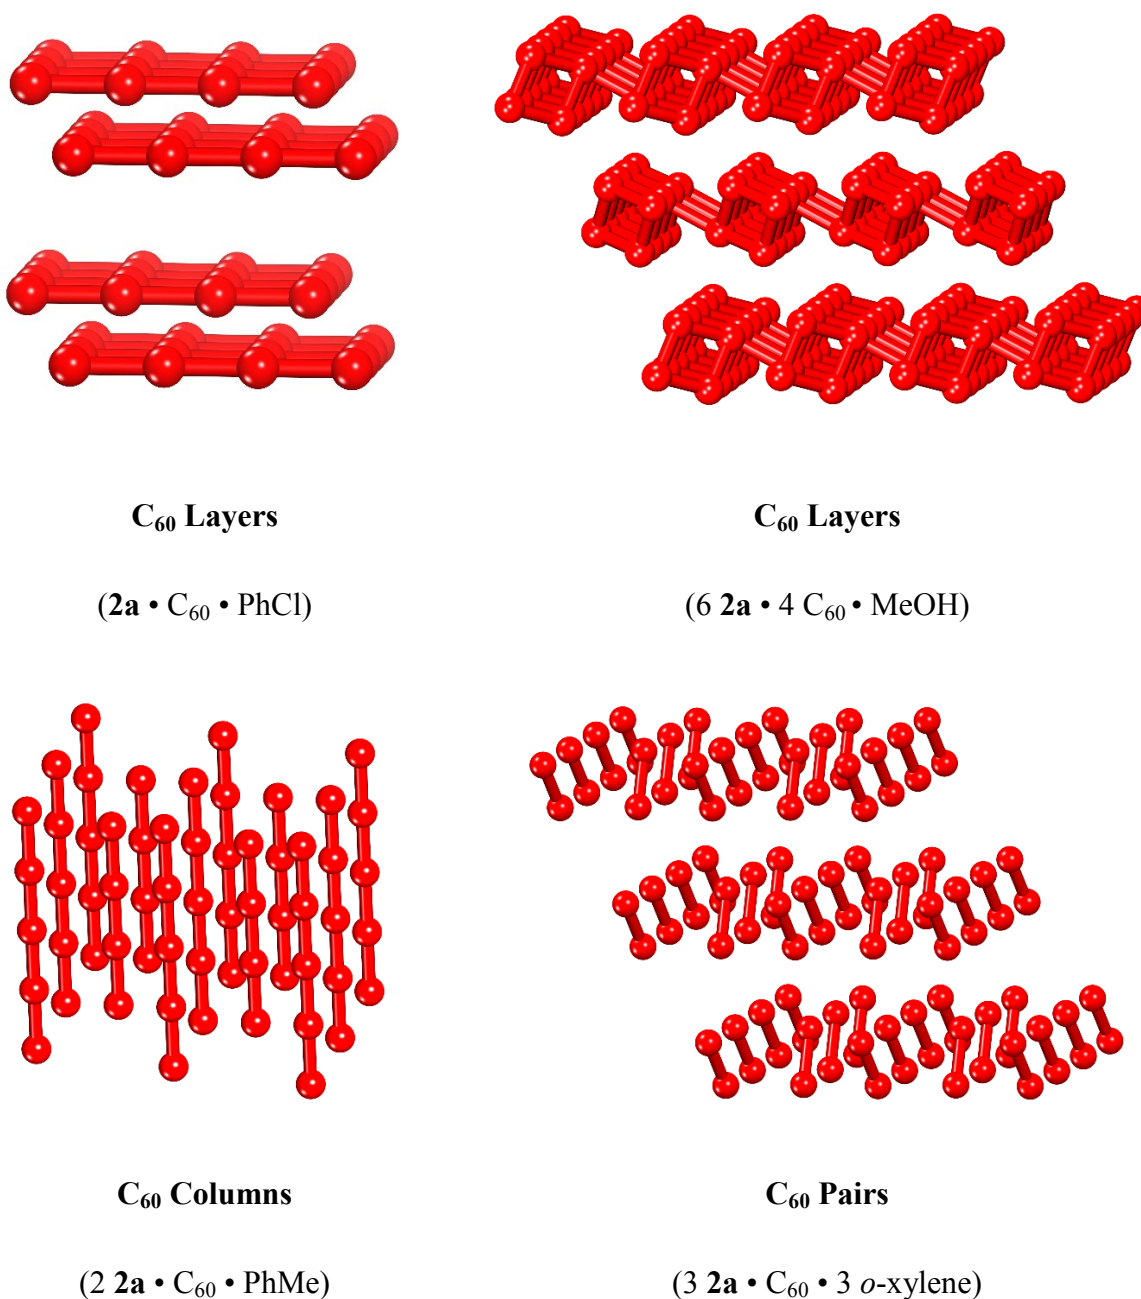 C₆₀ Layers
C₆₀ Layers
(2a • C₆₀ • PhCl)
(6 2a • 4 C₆₀ • MeOH)
C₆₀ Columns
C₆₀ Pairs
(2 2a • C₆₀ • PhMe)
(3 2a • C₆₀ • 3 o-xylene)